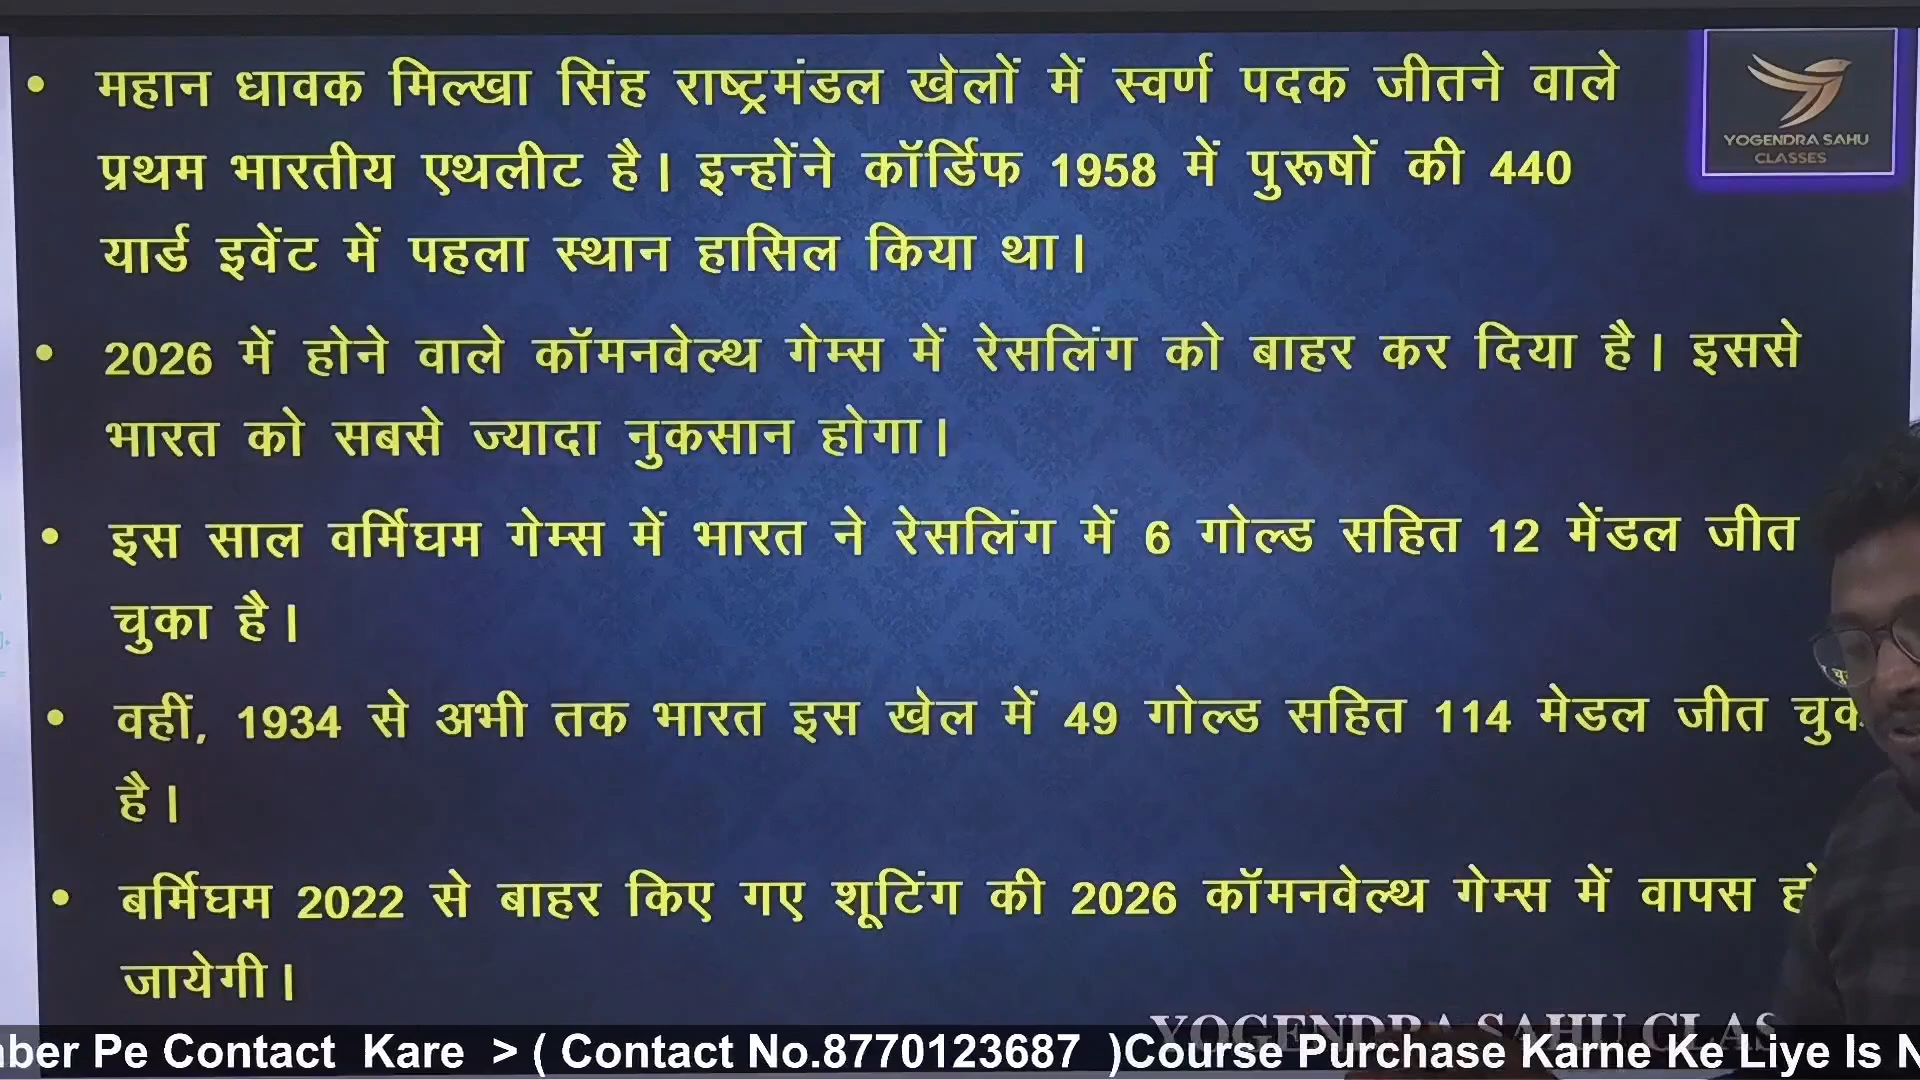 महान धावक मिल्खा सिंह राष्ट्रमंडल खेलों में स्वर्ण पदक जीतने वाले
प्रथम भारतीय एथलीट है। इन्होंने कॉर्डिफ 1958 में पुरूषों की 440
यार्ड इवेंट में पहला स्थान हासिल किया था।
2026 में होने वाले कॉमनवेल्थ गेम्स में रेसलिंग को बाहर कर दिया है। इससे
भारत को सबसे ज्यादा नुकसान होगा।
इस साल वर्मिघम गेम्स में भारत ने रेसलिंग में 6 गोल्ड सहित 12 मेंडल जीत
चुका है।
वहीं, 1934 से अभी तक भारत इस खेल में 49 गोल्ड सहित 114 मेडल जीत
है।
बर्मिघम 2022 से बाहर किए गए शूटिंग की 2026 कॉमनवेल्थ गेम्स में वापस
जायेगी।
YOGENDRA SAHU
CLASSES
YOGENDRA SAHU CLAS
Pe Contact Kare > ( Contact No.8770123687 )Course Purchase Karne Ke Liye Is